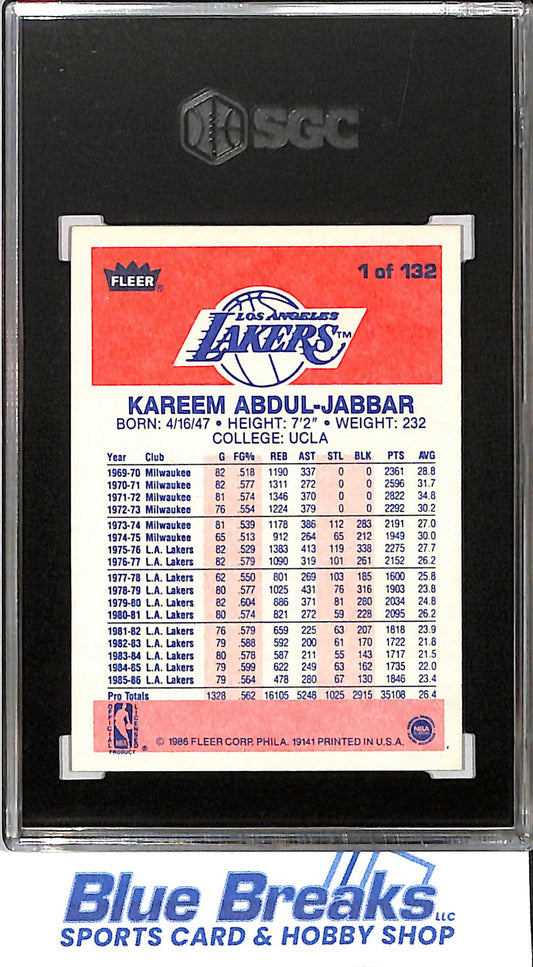 SGC
FLEER®
1 of 132
LOS ANGELES
LAKERS™
KAREEM ABDUL-JABBAR
BORN: 4/16/47 • HEIGHT: 7'2" • WEIGHT: 232
COLLEGE: UCLA
Year Club G FG% REB AST STL BLK PTS AVG
1969-70 Milwaukee 82 .518 1190 337 0 0 2361 28.8
1970-71 Milwaukee 82 .577 1311 272 0 0 2596 31.7
1971-72 Milwaukee 81 .574 1346 370 0 0 2822 34.8
1972-73 Milwaukee 76 .554 1224 379 0 0 2292 30.2
1973-74 Milwaukee 81 .539 1178 386 112 283 2191 27.0
1974-75 Milwaukee 65 .513 912 264 65 212 1949 30.0
1975-76 L.A. Lakers 82 .529 1383 413 119 338 2275 27.7
1976-77 L.A. Lakers 82 .579 1090 319 101 261 2152 26.2
1977-78 L.A. Lakers 62 .550 801 269 103 185 1600 25.8
1978-79 L.A. Lakers 80 .577 1025 431 76 316 1903 23.8
1979-80 L.A. Lakers 82 .604 886 371 81 280 2034 24.8
1980-81 L.A. Lakers 80 .574 821 272 59 228 2095 26.2
1981-82 L.A. Lakers 76 .579 659 225 63 207 1818 23.9
1982-83 L.A. Lakers 79 .588 592 200 61 170 1722 21.8
1983-84 L.A. Lakers 80 .578 587 211 55 143 1717 21.5
1984-85 L.A. Lakers 79 .599 622 249 63 162 1735 22.0
1985-86 L.A. Lakers 79 .564 478 280 67 130 1846 23.4
Pro Totals 1328 .562 16105 5248 1025 2915 35108 26.4
OFFICIAL LICENSED
NBA
PRODUCT
®
© 1986 FLEER CORP. PHILA. 19141 PRINTED IN U.S.A.
NBA
Blue Breaks LLC
SPORTS CARD & HOBBY SHOP